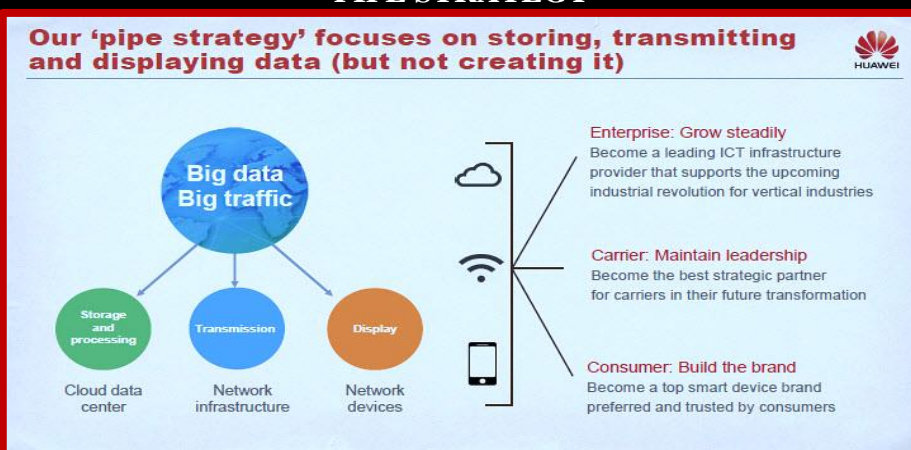 Our ‘pipe strategy’ focuses on storing, transmitting
and displaying data (but not creating it)
HUAWEI
Big data
Big traffic
Storage
and
processing
Transmission
Display
Cloud data
center
Network
infrastructure
Network
devices
Enterprise: Grow steadily
Become a leading ICT infrastructure
provider that supports the upcoming
industrial revolution for vertical industries
Carrier: Maintain leadership
Become the best strategic partner
for carriers in their future transformation
Consumer: Build the brand
Become a top smart device brand
preferred and trusted by consumers